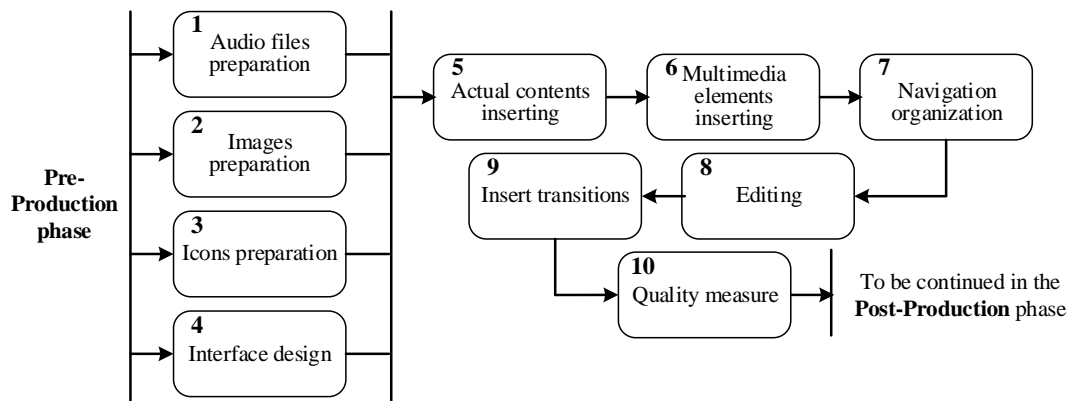 Pre-
Production
phase
1
Audio files
preparation
2
Images
preparation
3
Icons preparation
4
Interface design
5
Actual contents
inserting
6
Multimedia
elements
inserting
7
Navigation
organization
8
Editing
9
Insert transitions
10
Quality measure
To be continued in the
Post-Production phase